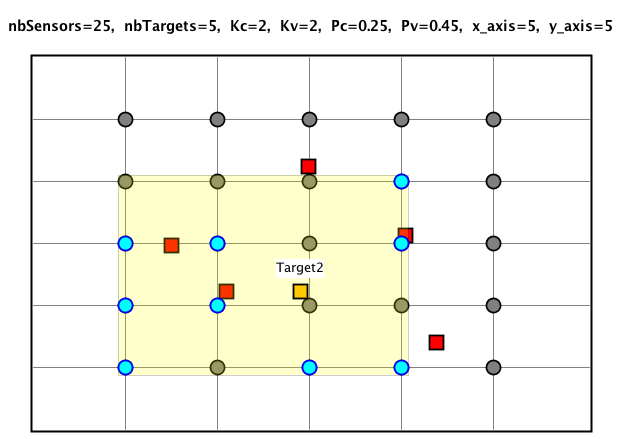 nbSensors=25, nbTargets=5, Kc=2, Kv=2, Pc=0.25, Pv=0.45, x_axis=5, y_axis=5
Target2